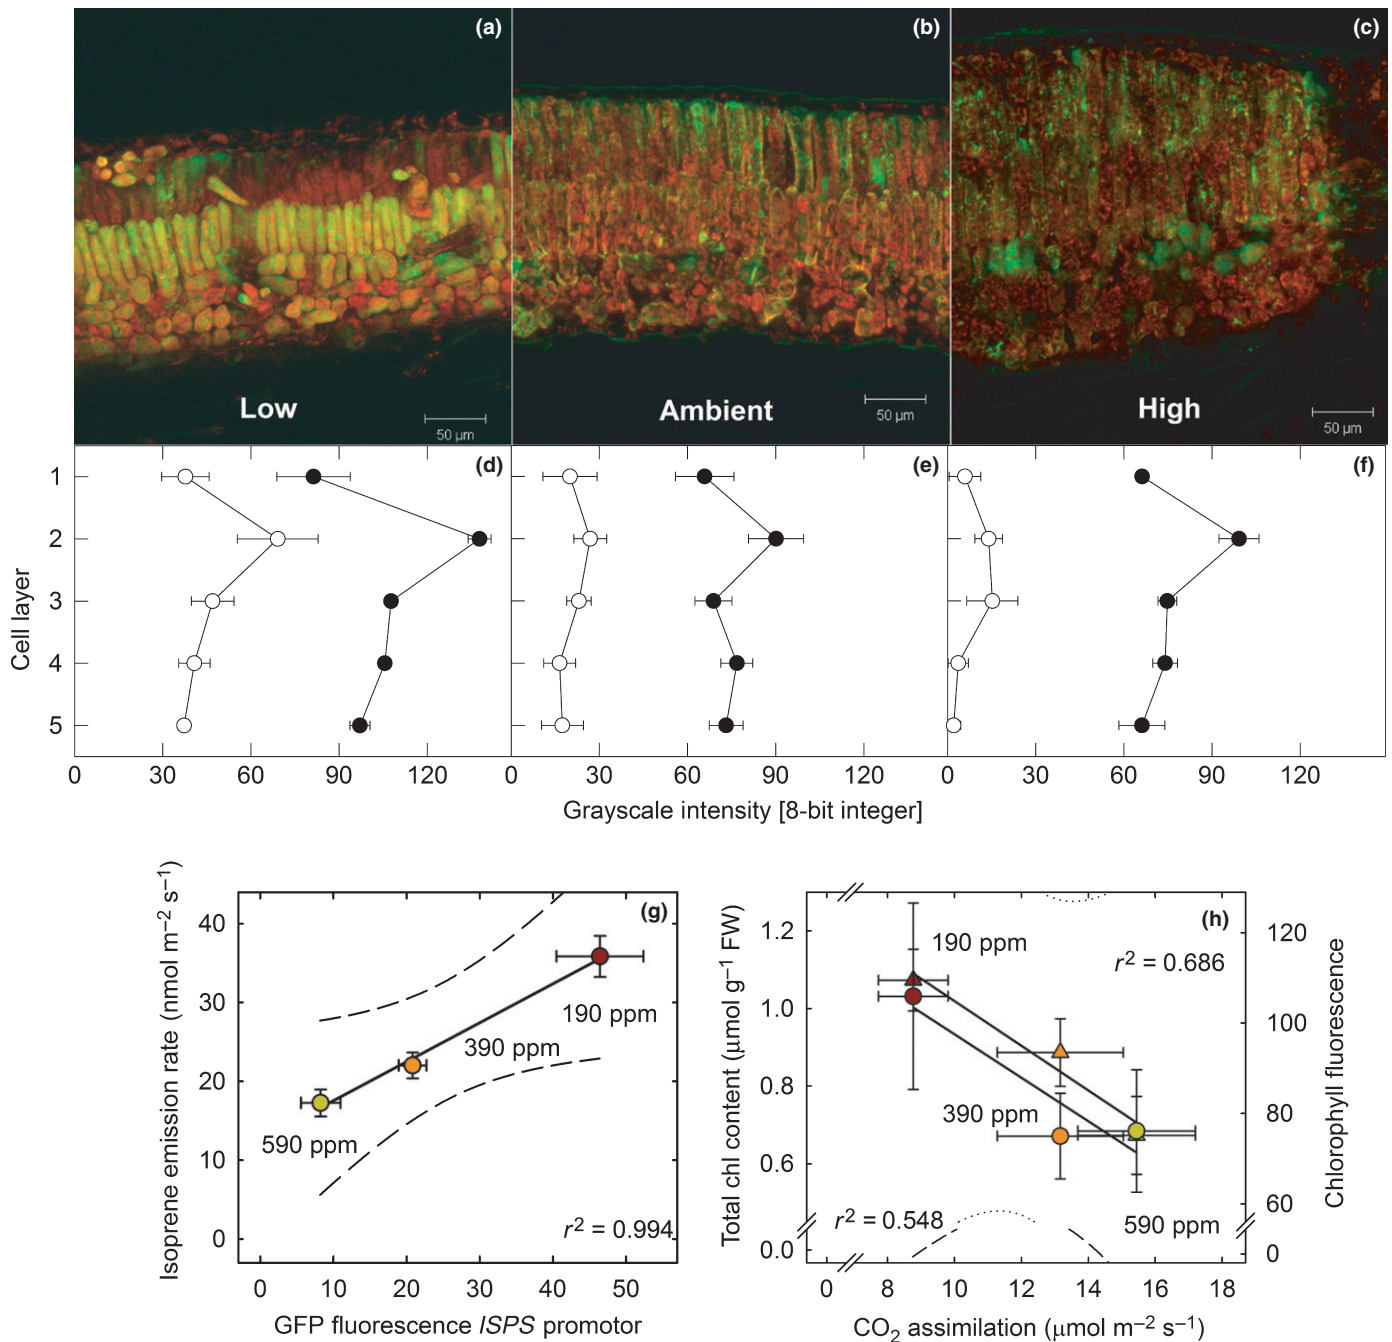 (a)
(b)
(c)
Low
Ambient
High
50 µm
50 µm
50 µm
(d)
(e)
(f)
Cell layer
1
2
3
4
5
0 30 60 90 120
0 30 60 90 120
0 30 60 90 120
Grayscale intensity [8-bit integer]
(g)
Isoprene emission rate (nmol m⁻² s⁻¹)
40
30
20
10
0
190 ppm
390 ppm
590 ppm
r² = 0.994
0 10 20 30 40 50
GFP fluorescence ISPS promotor
(h)
Total chl content (µmol g⁻¹ FW)
1.2
1.0
0.8
0.6
0.0
190 ppm
r² = 0.686
390 ppm
r² = 0.548
590 ppm
120
100
80
60
0
Chlorophyll fluorescence
0 8 10 12 14 16 18
CO₂ assimilation (µmol m⁻² s⁻¹)